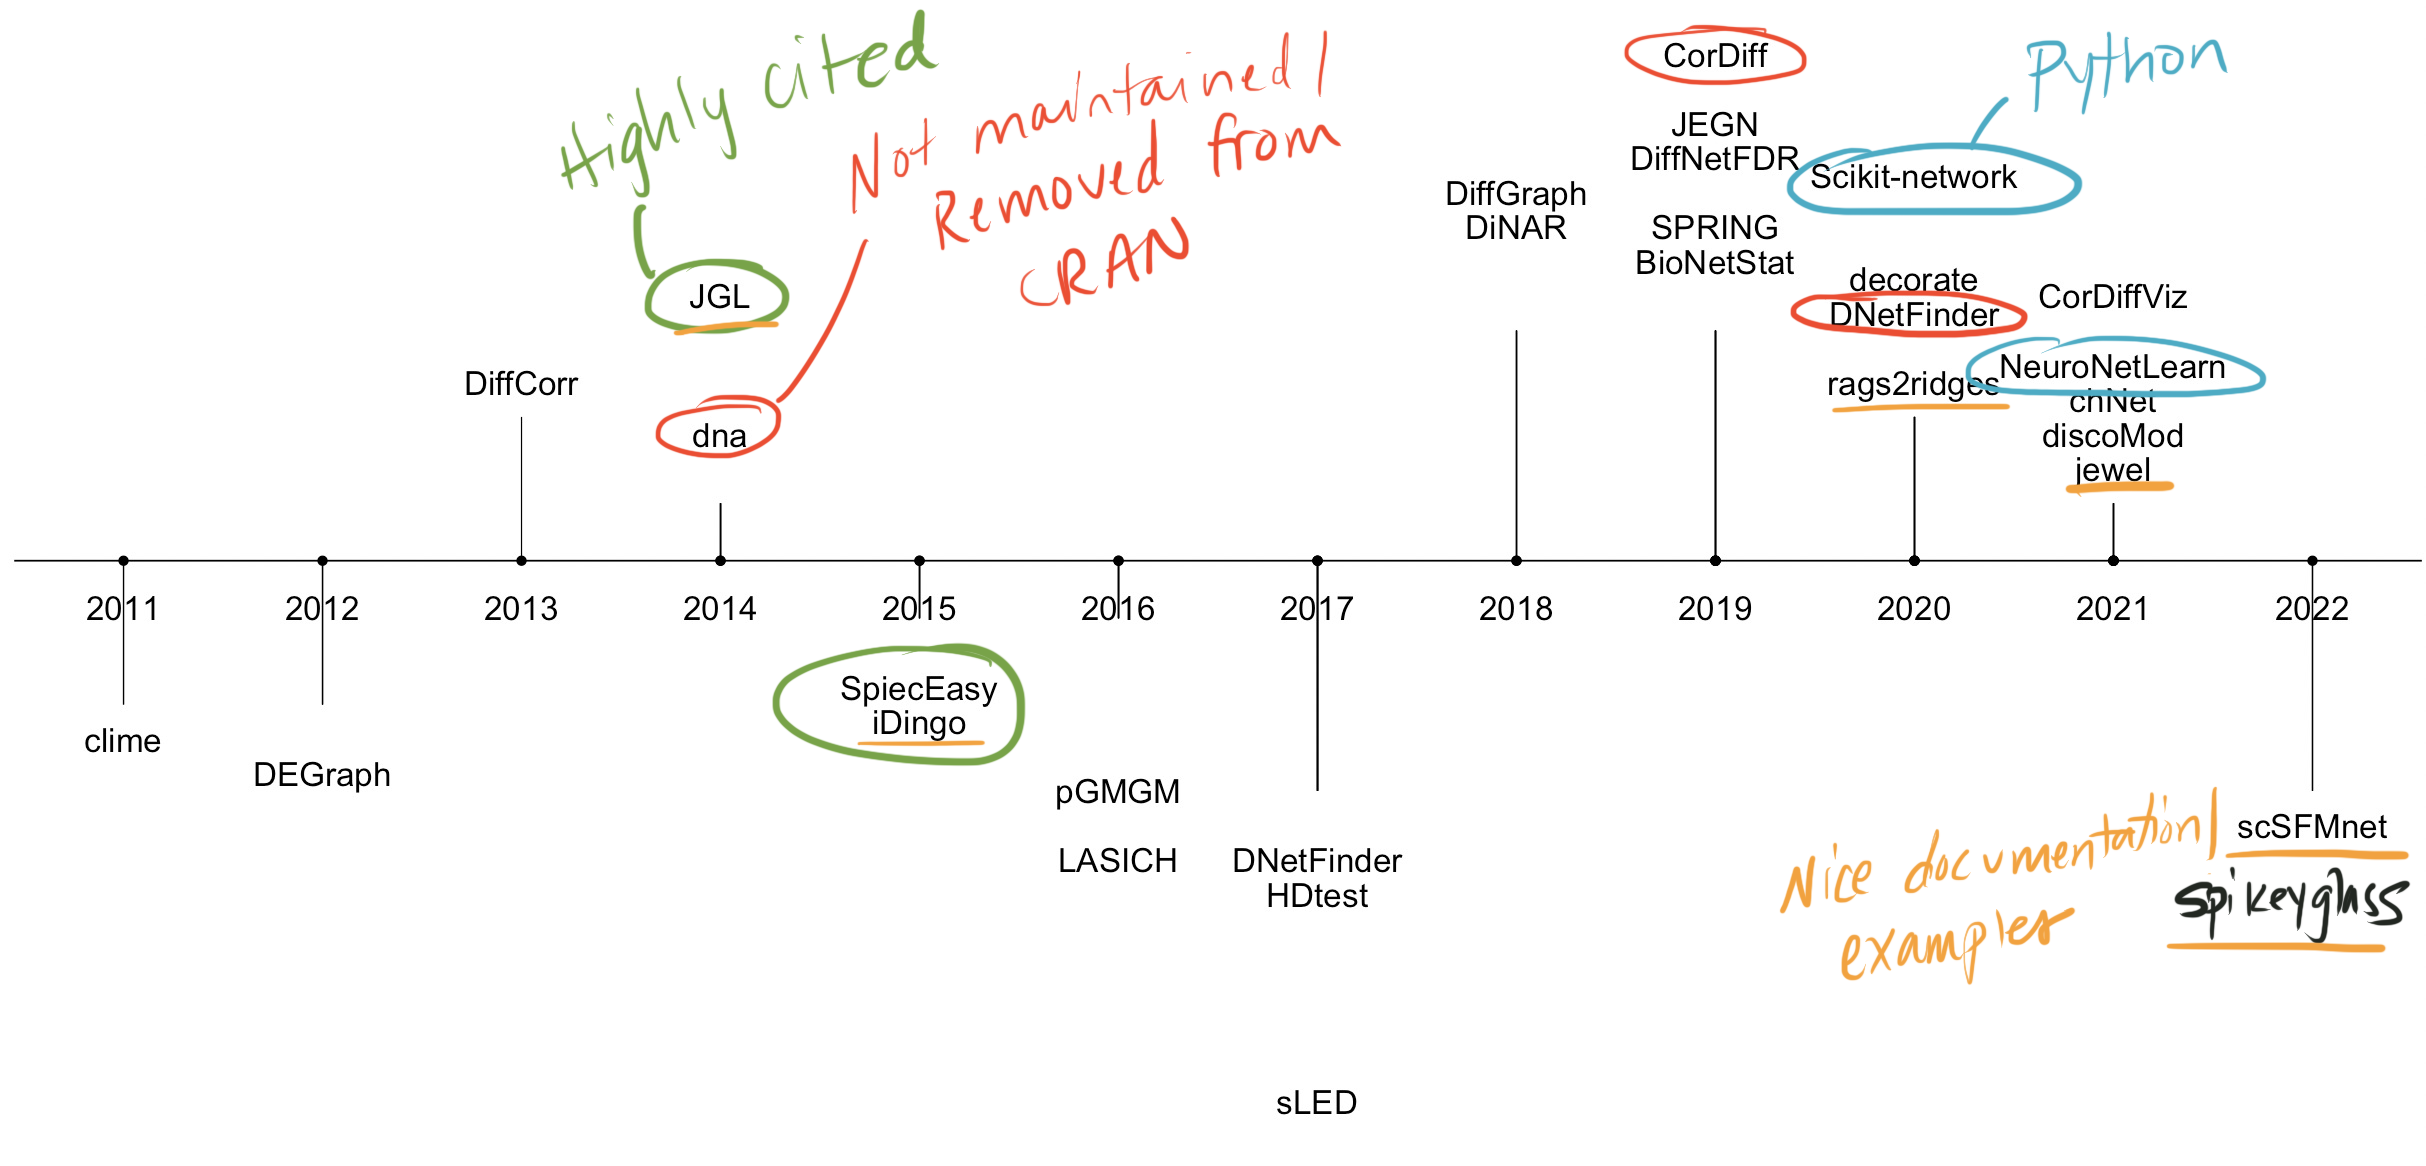 Highly cited
Not maintained/
Removed from
CRAN
CorDiff
Python
JEGN
DiffNetFDR
Scikit-network
DiffGraph
DiNAR
SPRING
BioNetStat
JGL
decorate
DNetFinder
CorDiffViz
DiffCorr
NeuroNetLearn
rags2ridges
chNet
dna
discoMod
jewel
2011
2012
2013
2014
2015
2016
2017
2018
2019
2020
2021
2022
SpiecEasy
iDingo
clime
DEGraph
pGMGM
LASICH
DNetFinder
HDtest
Nice documentation/
examples
scSFMnet
spikeyglass
sLED